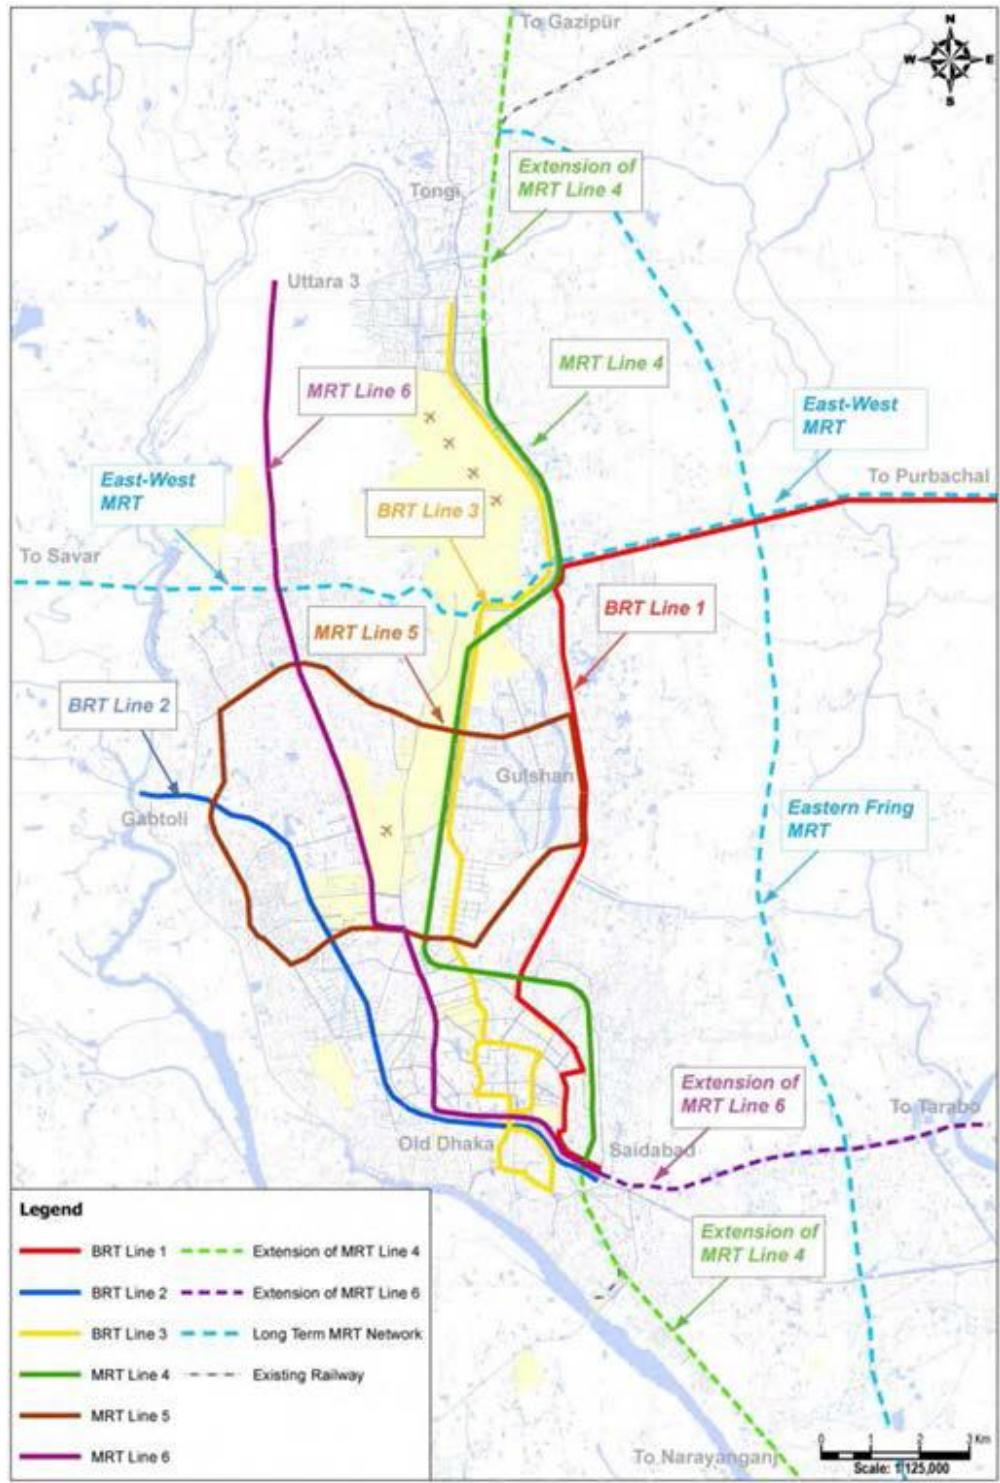 To Gazipur
N
W
E
S
Extension of
MRT Line 4
Tongi
Uttara 3
MRT Line 4
MRT Line 6
East-West
MRT
To Purbachal
East-West
MRT
BRT Line 3
To Savar
BRT Line 1
MRT Line 5
BRT Line 2
Gulshan
Eastern Fring
MRT
Gabtoli
Extension of
MRT Line 6
To Tarabo
Old Dhaka
Saidabad
Extension of
MRT Line 4
To Narayanganj
Legend
BRT Line 1
Extension of MRT Line 4
BRT Line 2
Extension of MRT Line 6
BRT Line 3
Long Term MRT Network
MRT Line 4
Existing Railway
MRT Line 5
MRT Line 6
0 1 2 3 Km
Scale: 1:125,000